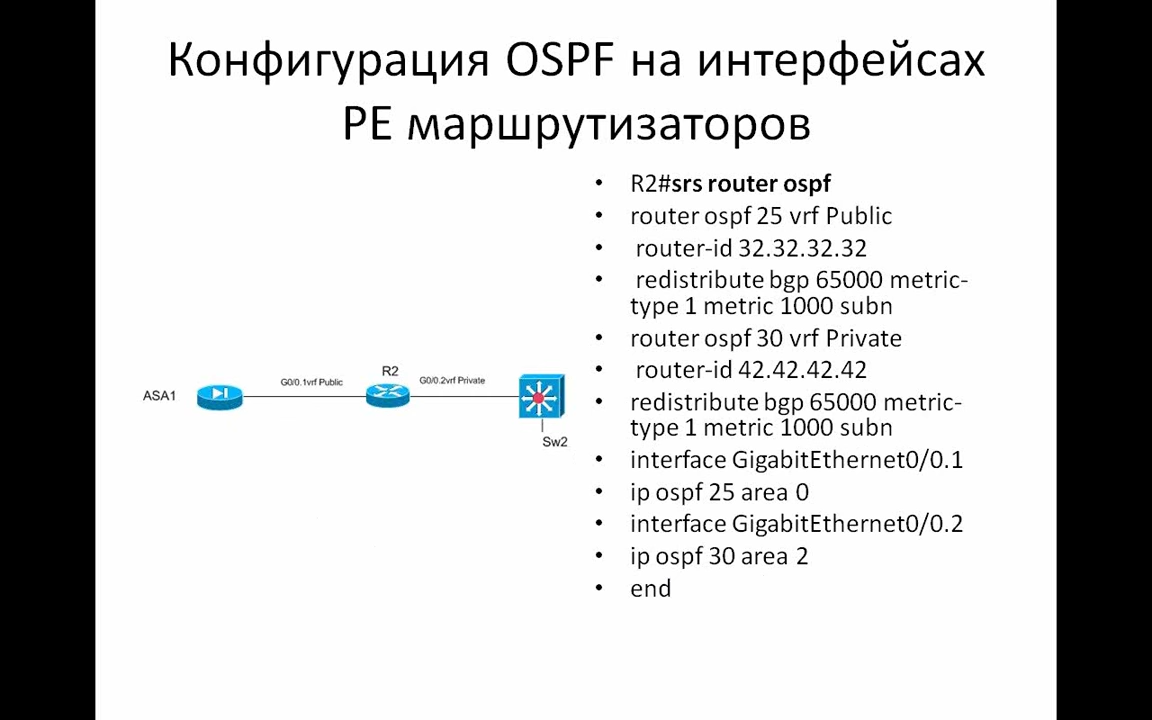 Конфигурация OSPF на интерфейсах
PE маршрутизаторов
• R2#srs router ospf
• router ospf 25 vrf Public
• router-id 32.32.32.32
• redistribute bgp 65000 metric-
type 1 metric 1000 subn
• router ospf 30 vrf Private
• router-id 42.42.42.42
• redistribute bgp 65000 metric-
type 1 metric 1000 subn
• interface GigabitEthernet0/0.1
• ip ospf 25 area 0
• interface GigabitEthernet0/0.2
• ip ospf 30 area 2
• end
ASA1
G0/0.1vrf Public
R2
G0/0.2vrf Private
Sw2